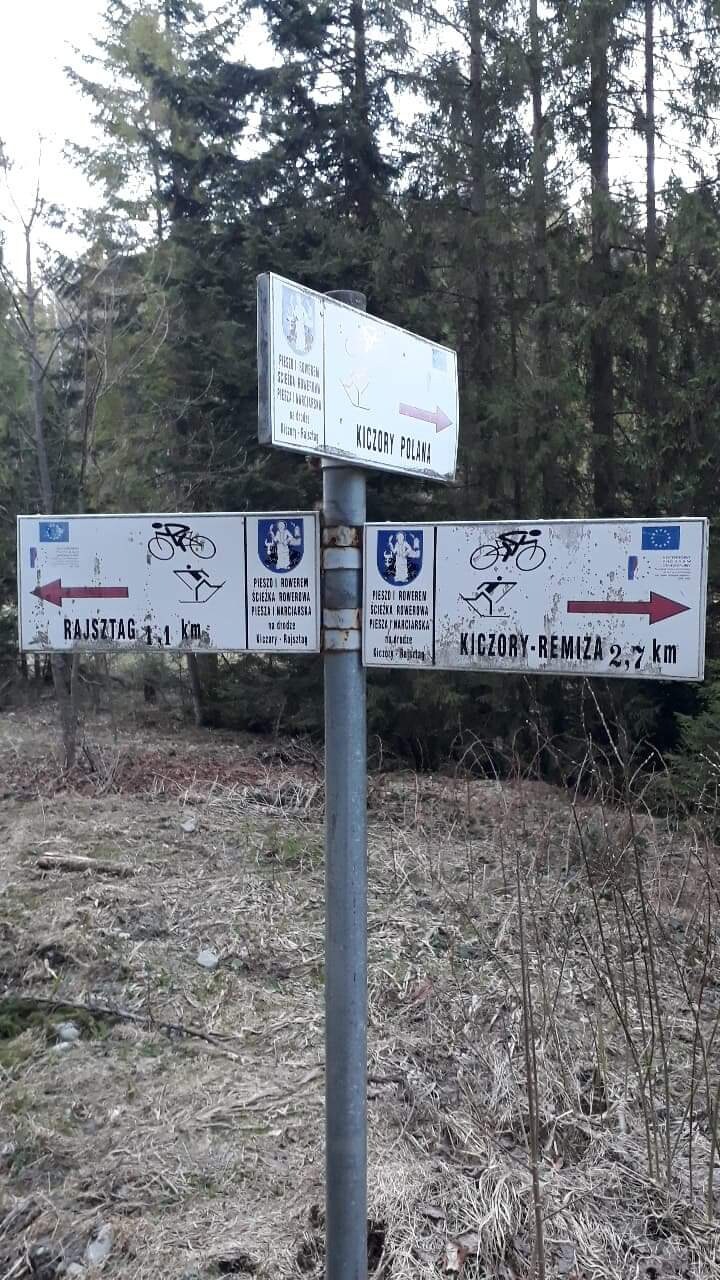 PIESZO I ROWEREM
ŚCIEŻKA ROWEROWA
PIESZA I NARCIARSKA
na drodze
Kiczory - Rajsztag
KICZORY POLANA
RAJSZTAG 1,1 km
PIESZO I ROWEREM
ŚCIEŻKA ROWEROWA
PIESZA I NARCIARSKA
na drodze
Kiczory - Rajsztag
PIESZO I ROWEREM
ŚCIEŻKA ROWEROWA
PIESZA I NARCIARSKA
na drodze
Kiczory - Rajsztag
KICZORY-REMIZA 2,7 km